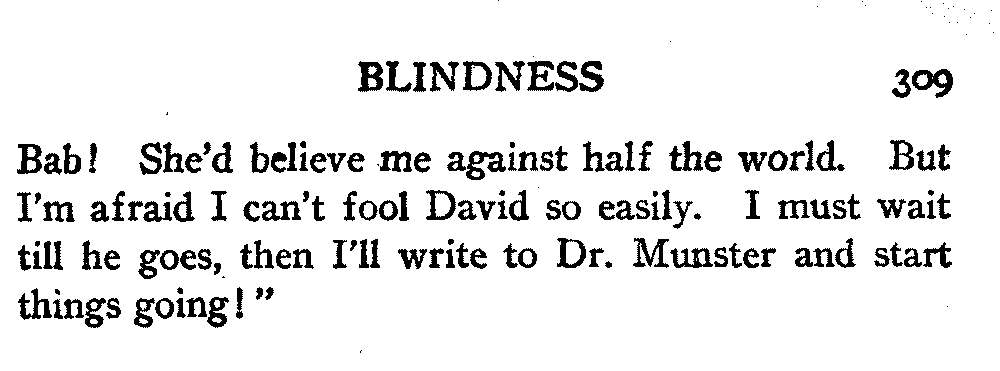 BLINDNESS 309
Bab! She'd believe me against half the world. But
I'm afraid I can't fool David so easily. I must wait
till he goes, then I'll write to Dr. Munster and start
things going!”